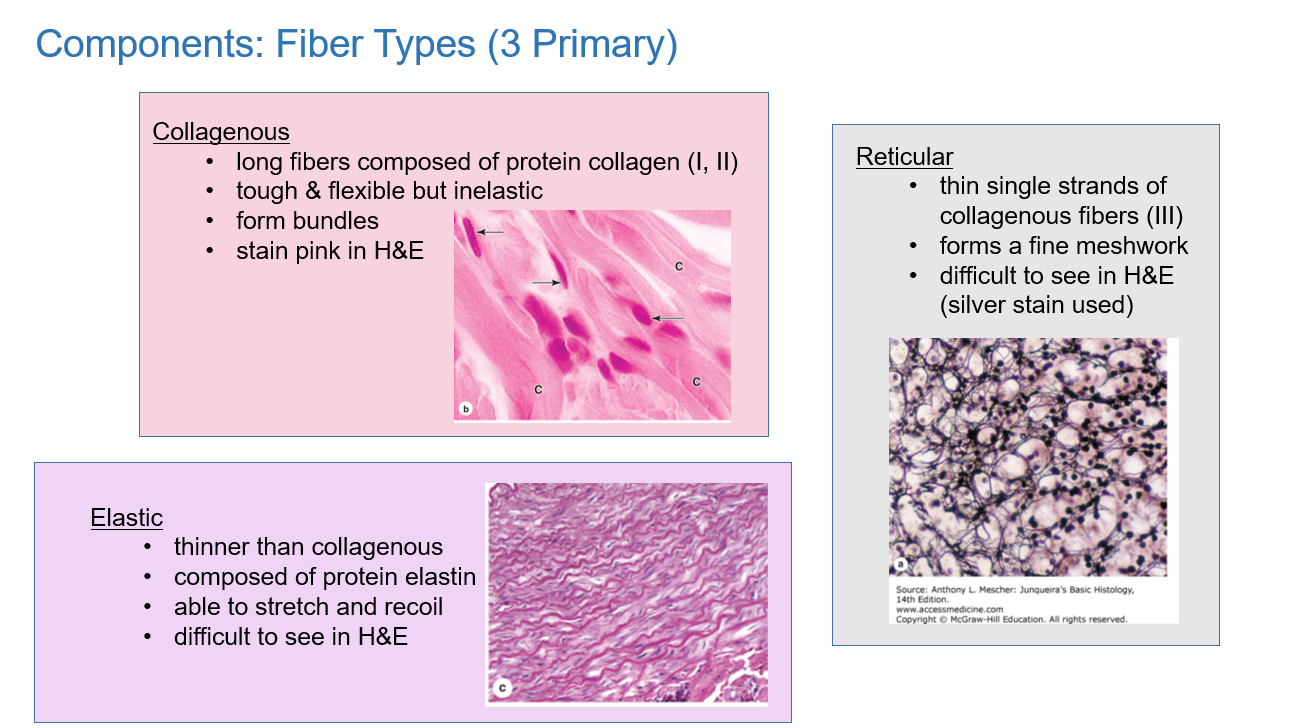 Components: Fiber Types (3 Primary)
Collagenous
• long fibers composed of protein collagen (I, II)
• tough & flexible but inelastic
• form bundles
• stain pink in H&E
C
C
C
b
Elastic
• thinner than collagenous
• composed of protein elastin
• able to stretch and recoil
• difficult to see in H&E
c
Reticular
• thin single strands of
collagenous fibers (III)
• forms a fine meshwork
• difficult to see in H&E
(silver stain used)
a
Source: Anthony L. Mescher: Junqueira's Basic Histology,
14th Edition.
www.accessmedicine.com
Copyright © McGraw-Hill Education. All rights reserved.